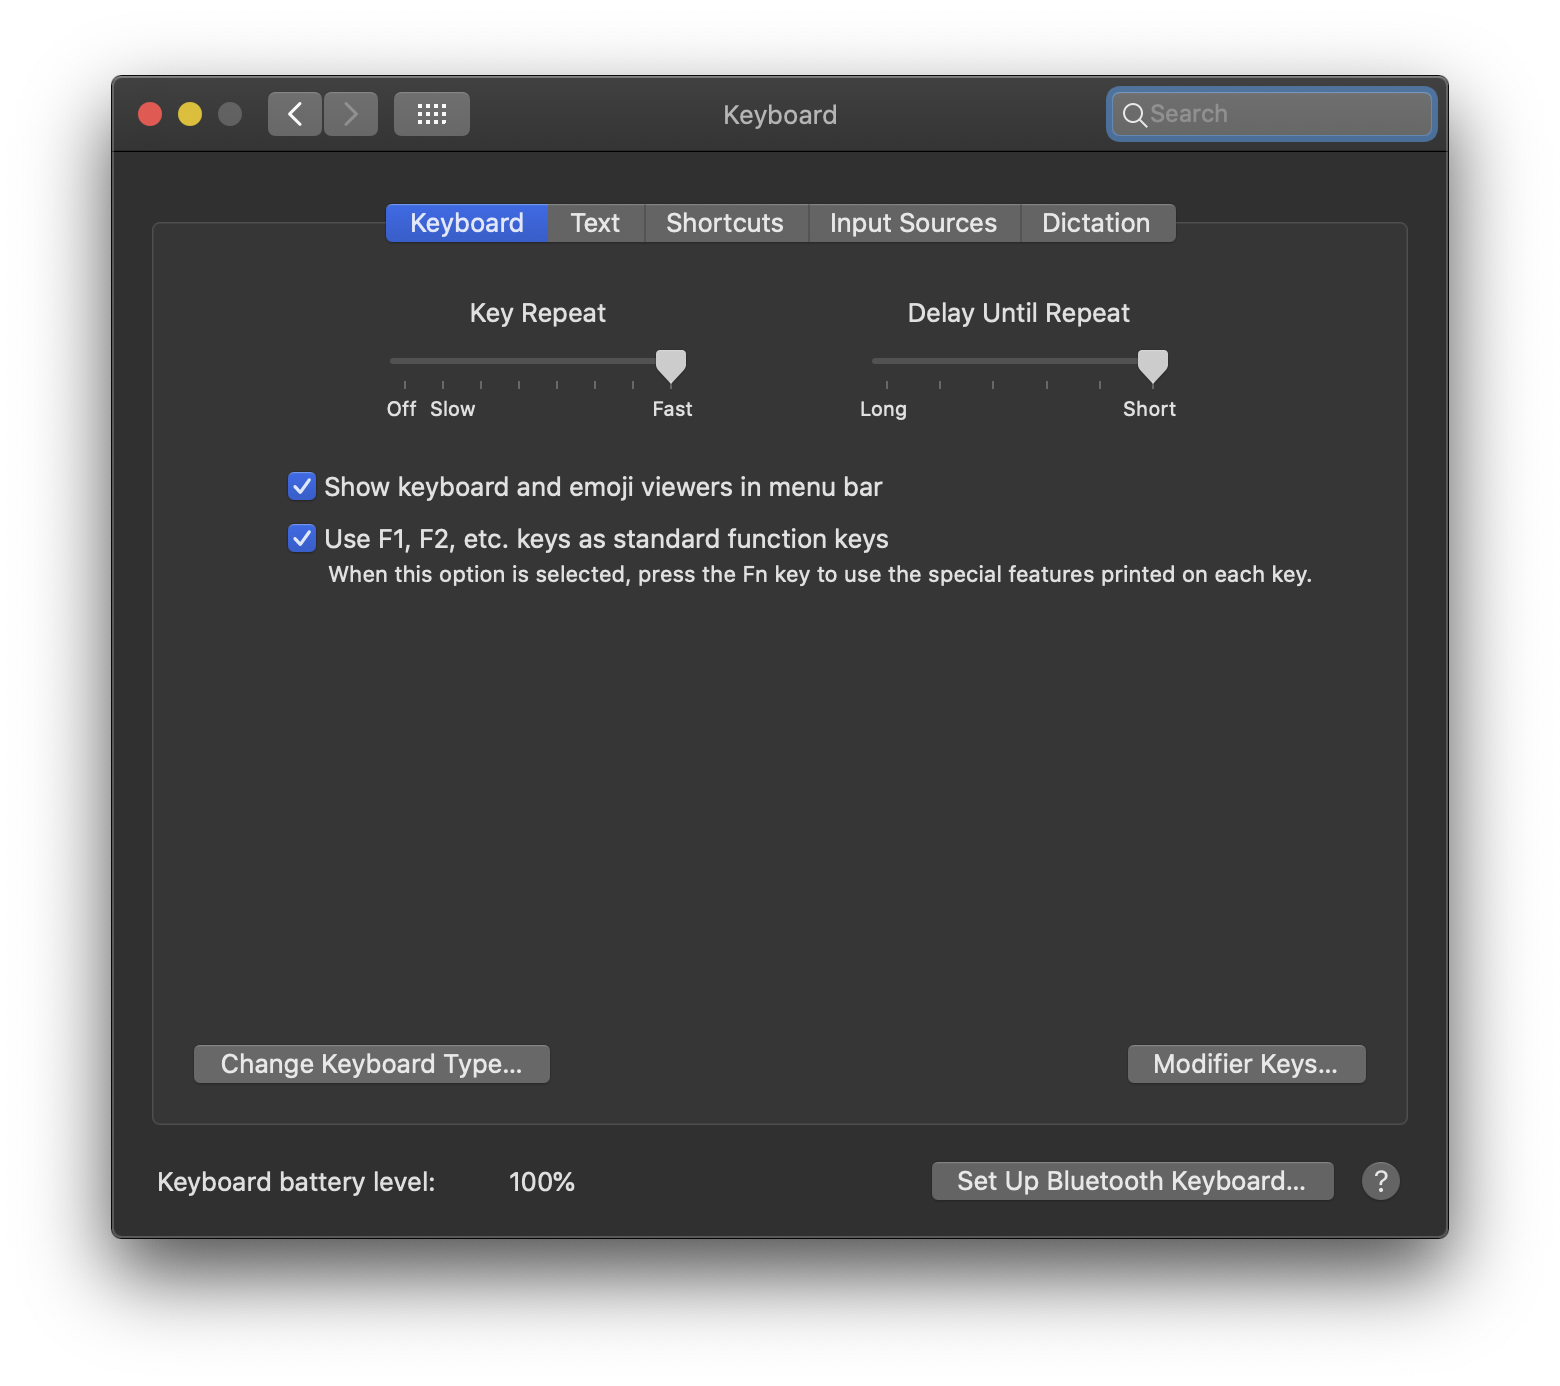 Keyboard
Search
Keyboard Text Shortcuts Input Sources Dictation
Key Repeat Delay Until Repeat
Off Slow Fast Long Short
Show keyboard and emoji viewers in menu bar
Use F1, F2, etc. keys as standard function keys
When this option is selected, press the Fn key to use the special features printed on each key.
Change Keyboard Type... Modifier Keys...
Keyboard battery level: 100% Set Up Bluetooth Keyboard... ?